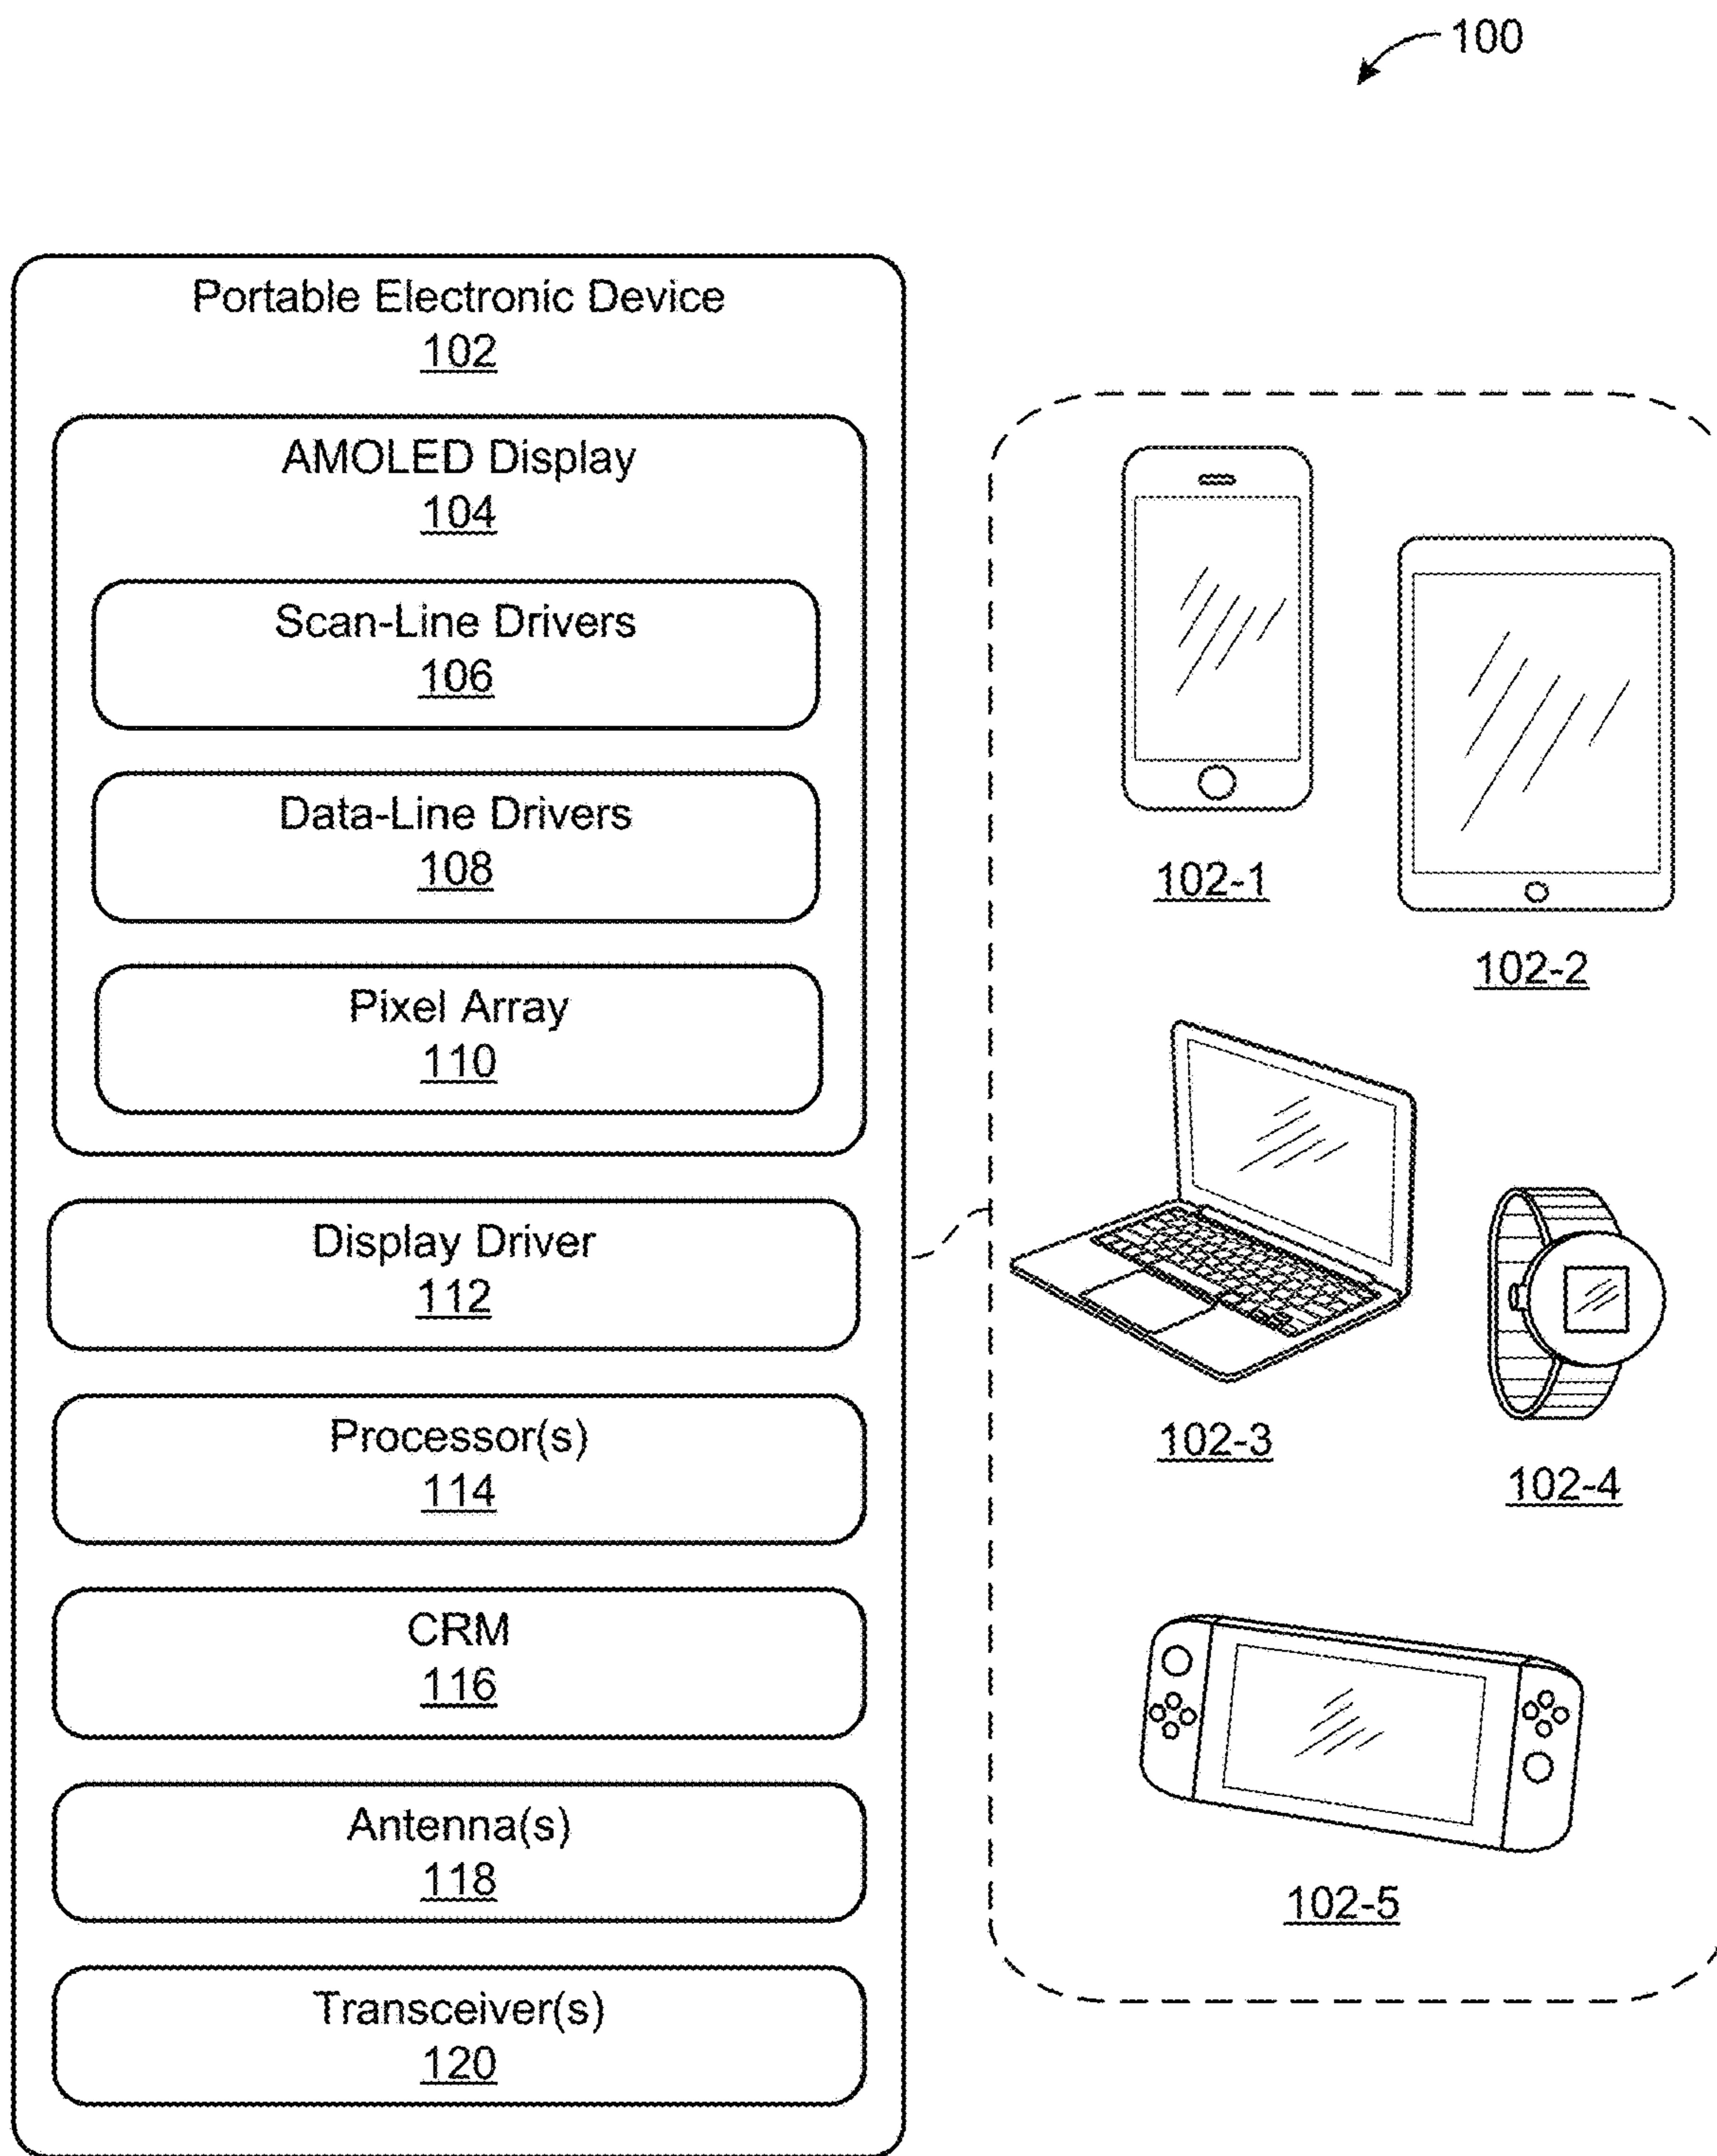 100
Portable Electronic Device
102
AMOLED Display
104
Scan-Line Drivers
106
Data-Line Drivers
108
Pixel Array
110
Display Driver
112
Processor(s)
114
CRM
116
Antenna(s)
118
Transceiver(s)
120
102-1
102-2
102-3
102-4
102-5